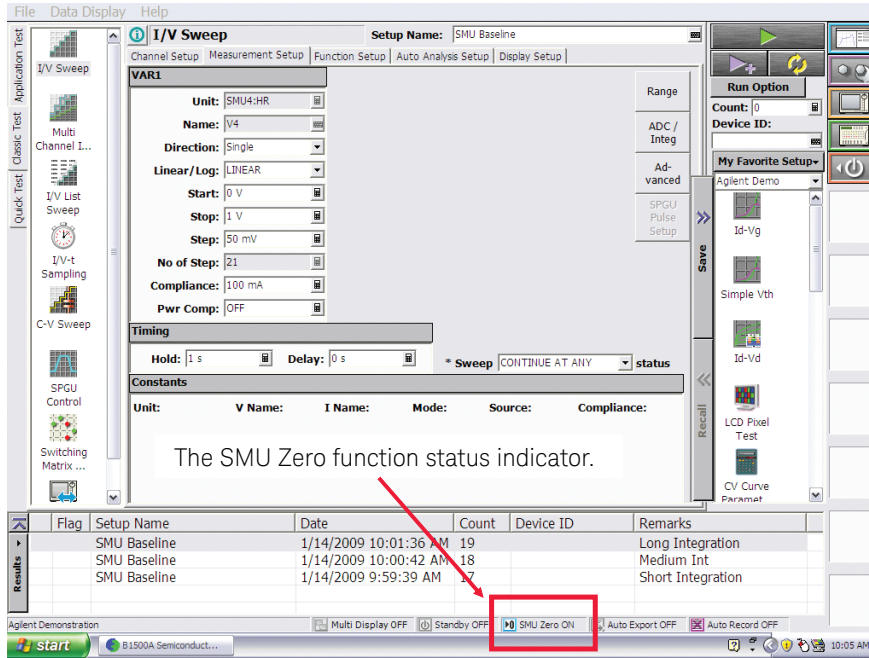 File Data Display Help
Application Test
Classic Test
Quick Test
I/V Sweep
Multi
Channel I...
I/V List
Sweep
I/V-t
Sampling
C-V Sweep
SPGU
Control
Switching
Matrix ...
I/V Sweep
Setup Name: SMU Baseline
Channel Setup Measurement Setup Function Setup Auto Analysis Setup Display Setup
VAR1
Unit: SMU4:HR
Name: V4
Direction: Single
Linear/Log: LINEAR
Start: 0 V
Stop: 1 V
Step: 50 mV
No of Step: 21
Compliance: 100 mA
Pwr Comp: OFF
Range
ADC /
Integ
Ad-
vanced
SPGU
Pulse
Setup
Timing
Hold: 1 s Delay: 0 s * Sweep CONTINUE AT ANY status
Constants
Unit: V Name: I Name: Mode: Source: Compliance:
The SMU Zero function status indicator.
Save
Recall
Run Option
Count: 0
Device ID:
My Favorite Setup
Agilent Demo
Id-Vg
Simple Vth
Id-Vd
LCD Pixel
Test
CV Curve
Paramet
Results
Flag Setup Name Date Count Device ID Remarks
SMU Baseline 1/14/2009 10:01:36 AM 19 Long Integration
SMU Baseline 1/14/2009 10:00:42 AM 18 Medium Int
SMU Baseline 1/14/2009 9:59:39 AM 17 Short Integration
Agilent Demonstration Multi Display OFF Standby OFF SMU Zero ON Auto Export OFF Auto Record OFF
start B1500A Semiconduct... 10:05 AM